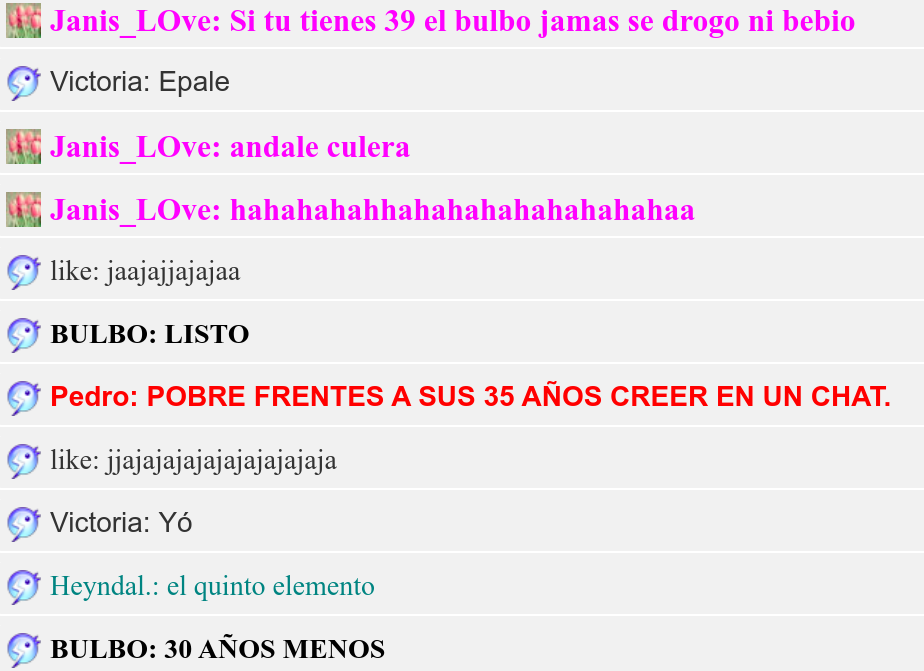 Janis_LOve: Si tu tienes 39 el bulbo jamas se drogo ni bebio
Victoria: Epale
Janis_LOve: andale culera
Janis_LOve: hahahahahhahahahahahahahahaa
like: jaajajjajajaa
BULBO: LISTO
Pedro: POBRE FRENTES A SUS 35 AÑOS CREER EN UN CHAT.
like: jjajajajajajajajajajaja
Victoria: Yó
Heyndal.: el quinto elemento
BULBO: 30 AÑOS MENOS